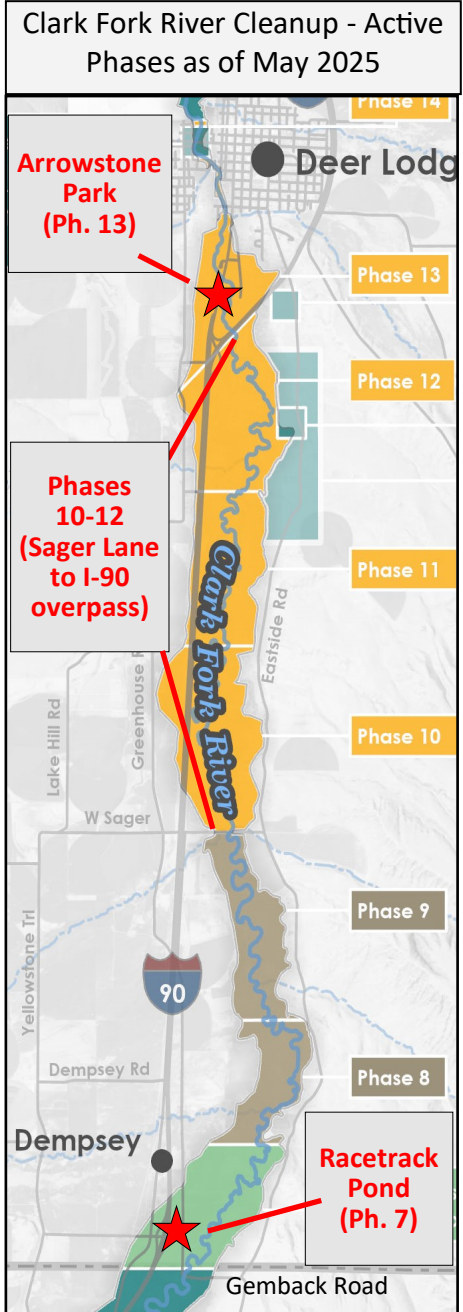 Clark Fork River Cleanup - Active
Phases as of May 2025
Phase 14
Deer Lodg
Arrowstone
Park
(Ph. 13)
Phase 13
Phase 12
Phases
10-12
(Sager Lane
to I-90
overpass)
Phase 11
Clark Fork River
Eastside Rd
Greenhouse R
Lake Hill Rd
Phase 10
W Sager
Phase 9
Yellowstone Trl
90
Dempsey Rd
Phase 8
Dempsey
Racetrack
Pond
(Ph. 7)
Gemback Road